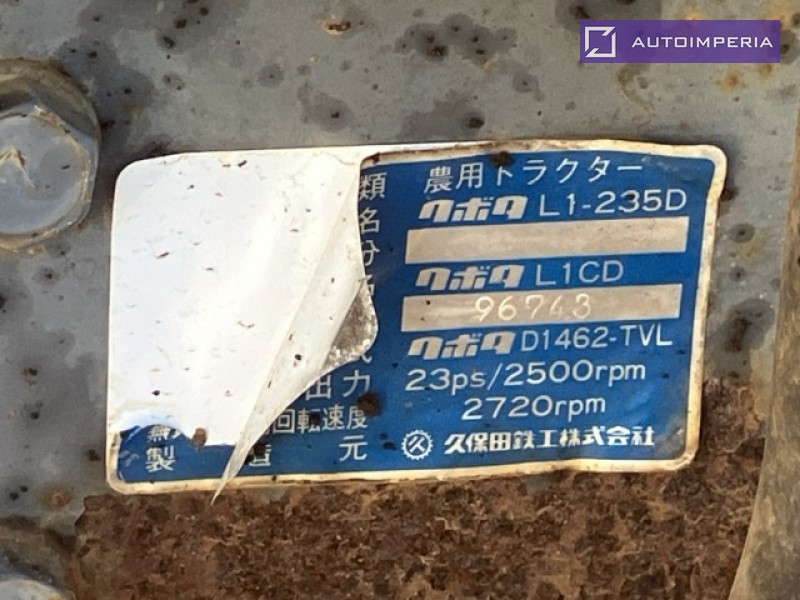 AUTOIMPERIA
類 農用トラクター
名 クボタ L1-235D
分
クボタ L1CD
96743
式 クボタ D1462-TVL
出力 23ps/2500rpm
無 回転速度 2720rpm
製造元 久保田鉄工株式会社